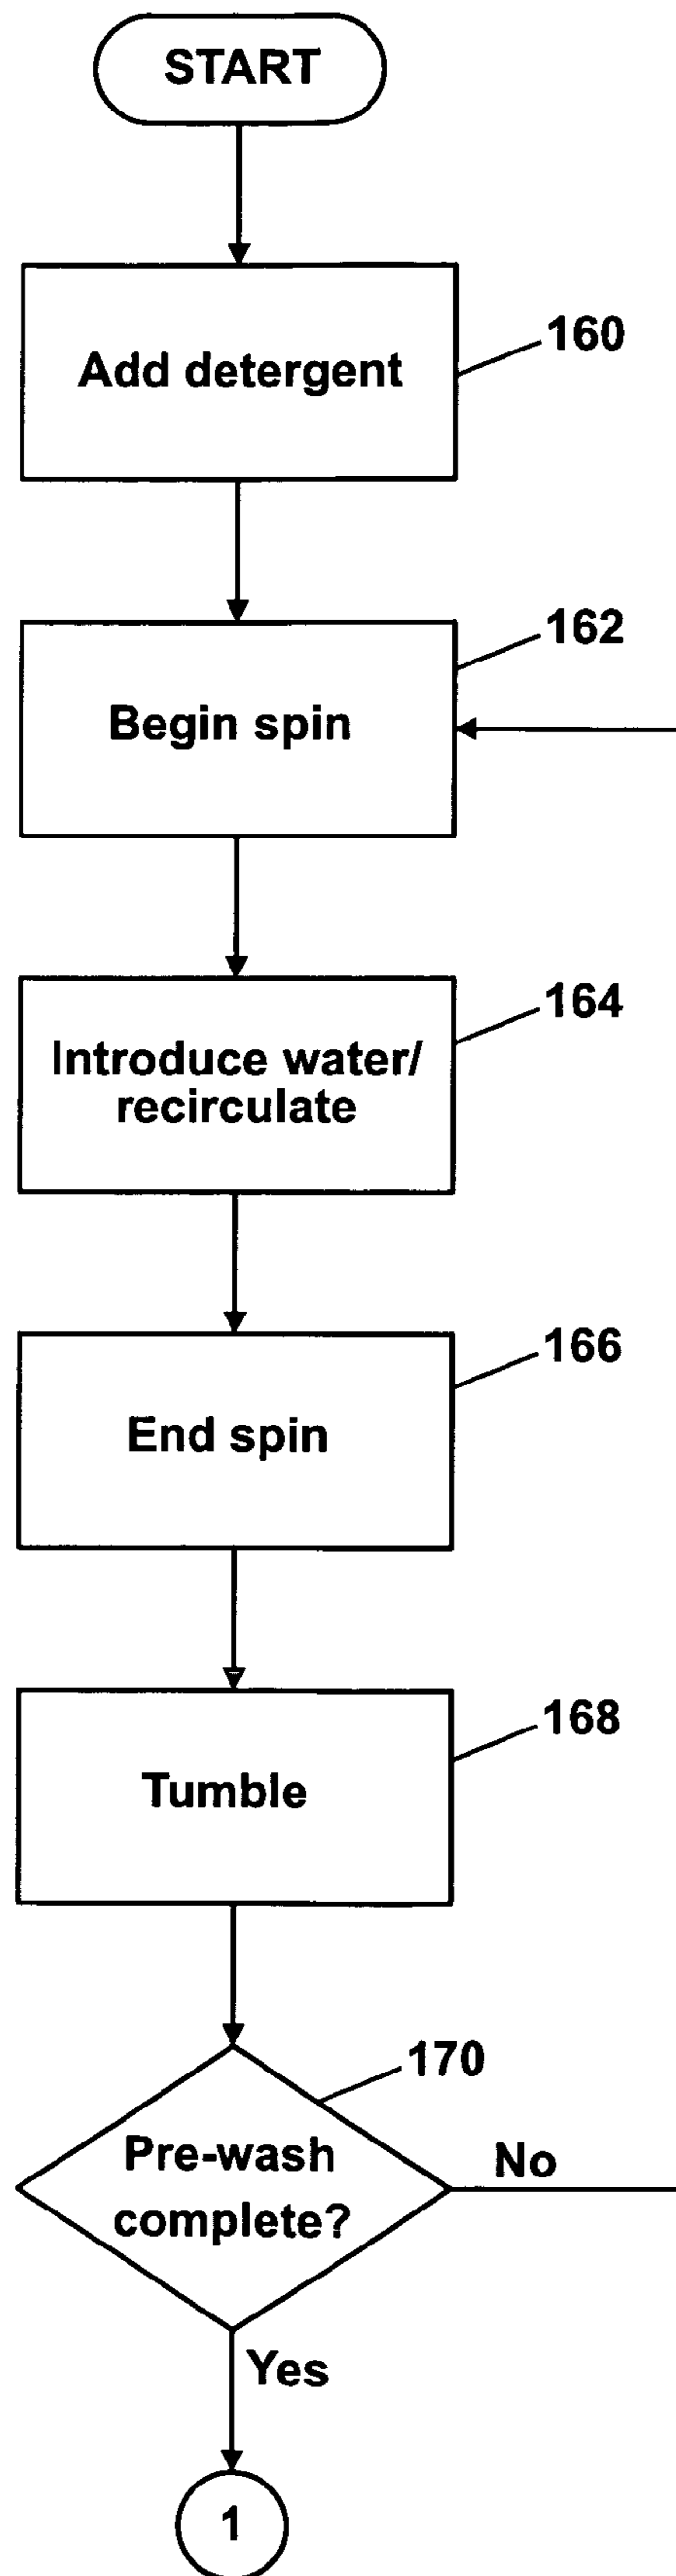 START
Add detergent
160
Begin spin
162
Introduce water/
recirculate
164
End spin
166
Tumble
168
Pre-wash
complete?
170
No
Yes
1